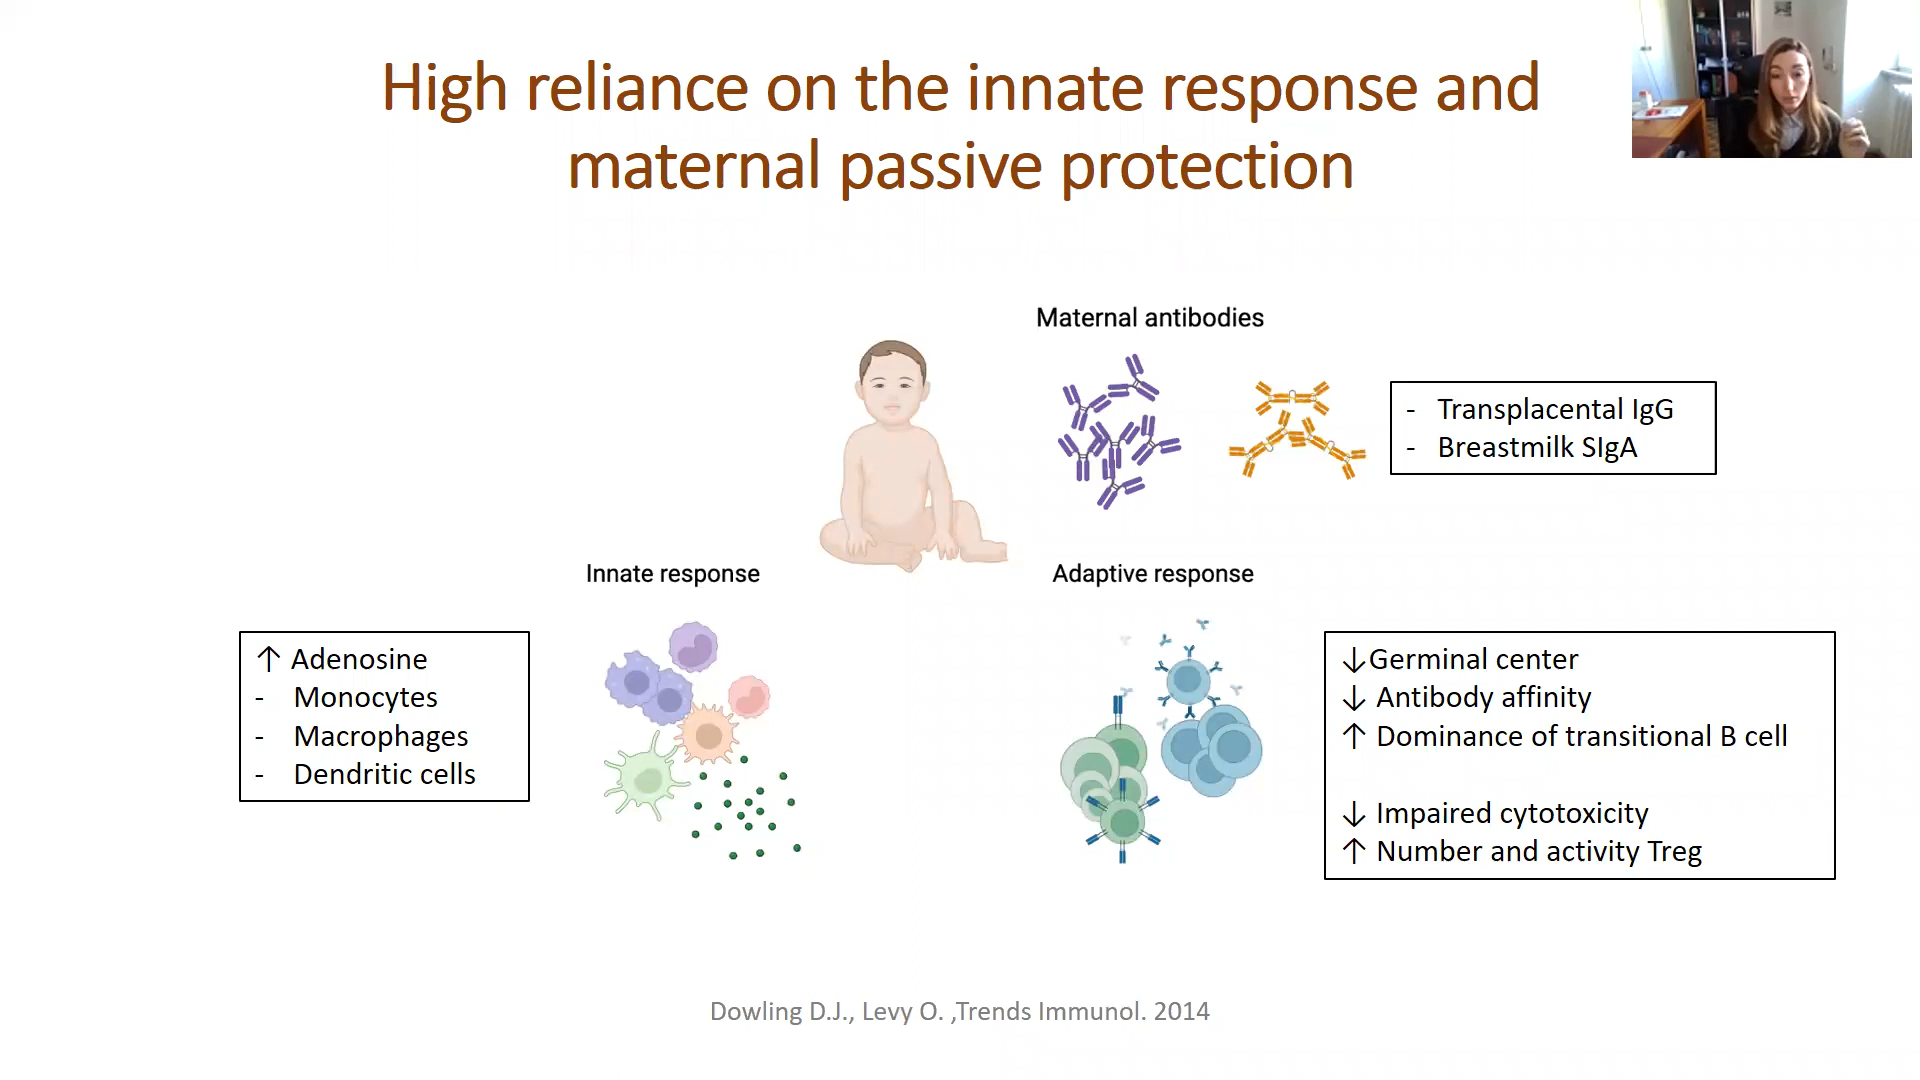 High reliance on the innate response and
maternal passive protection
Maternal antibodies
- Transplacental IgG
- Breastmilk SIgA
Innate response
Adaptive response
↑ Adenosine
- Monocytes
- Macrophages
- Dendritic cells
↓Germinal center
↓ Antibody affinity
↑ Dominance of transitional B cell
↓ Impaired cytotoxicity
↑ Number and activity Treg
Dowling D.J., Levy O. ,Trends Immunol. 2014